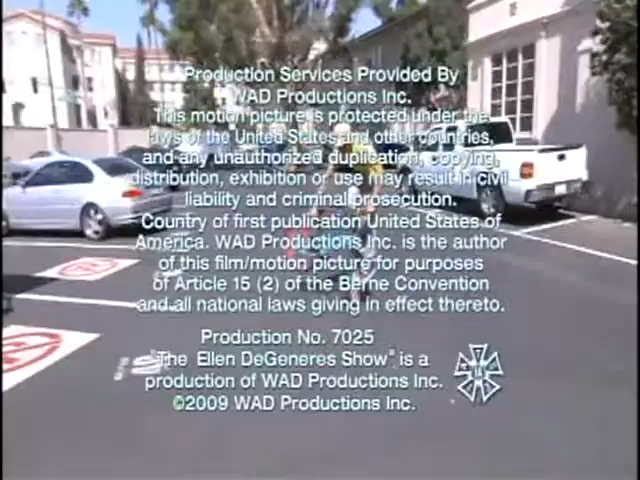 Production Services Provided By
WAD Productions Inc.
This motion picture is protected under the
laws of the United States and other countries,
and any unauthorized duplication, copying,
distribution, exhibition or use may result in civil
liability and criminal prosecution.
Country of first publication United States of
America. WAD Productions Inc. is the author
of this film/motion picture for purposes
of Article 15 (2) of the Berne Convention
and all national laws giving in effect thereto.
Production No. 7025
"The Ellen DeGeneres Show" is a
production of WAD Productions Inc.
©2009 WAD Productions Inc.